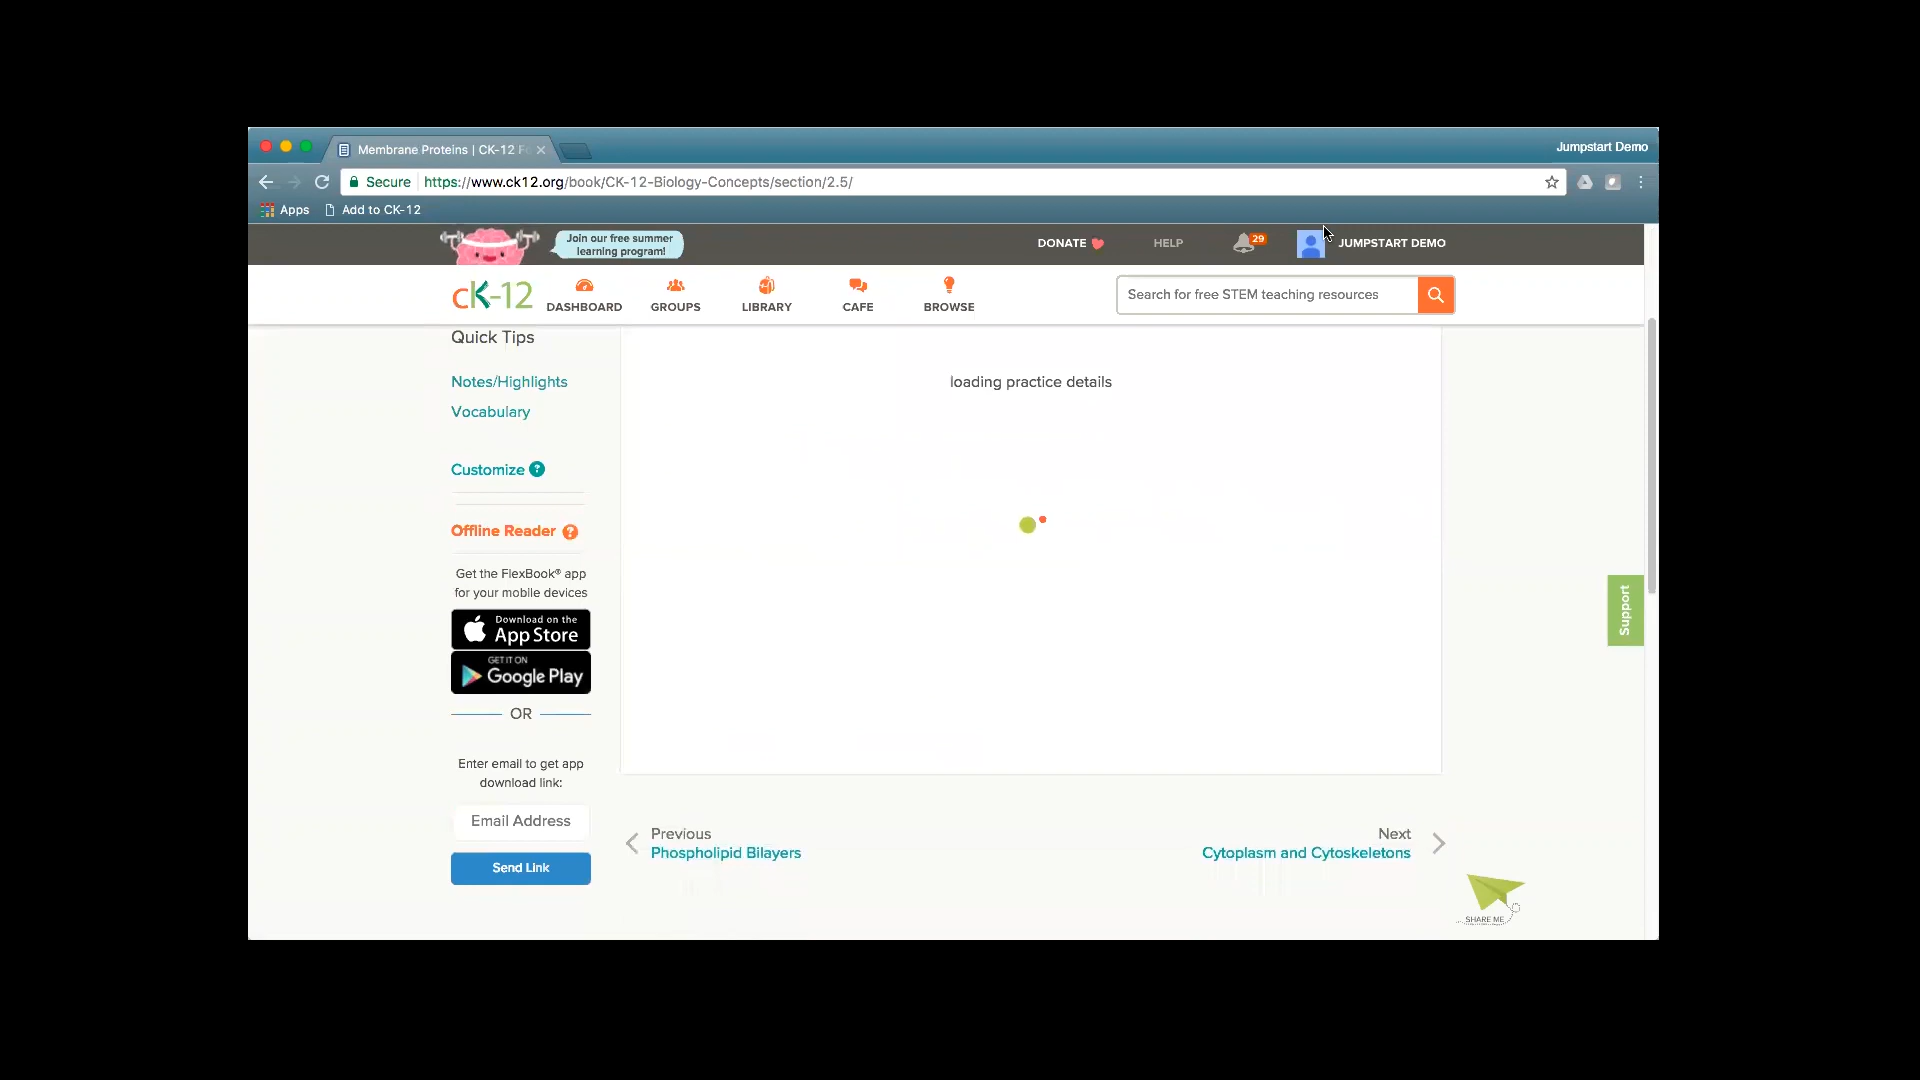 Membrane Proteins | CK-12 F
Jumpstart Demo
Secure https://www.ck12.org/book/CK-12-Biology-Concepts/section/2.5/
Apps Add to CK-12
Join our free summer
learning program!
DONATE HELP 29 JUMPSTART DEMO
cK-12 DASHBOARD GROUPS LIBRARY CAFE BROWSE
Search for free STEM teaching resources
Quick Tips
loading practice details
Notes/Highlights
Vocabulary
Customize ?
Offline Reader ?
Get the FlexBook® app
for your mobile devices
Download on the
App Store
GET IT ON
Google Play
OR
Enter email to get app
download link:
Email Address
Send Link
Previous
Phospholipid Bilayers
Next
Cytoplasm and Cytoskeletons
Support
SHARE ME